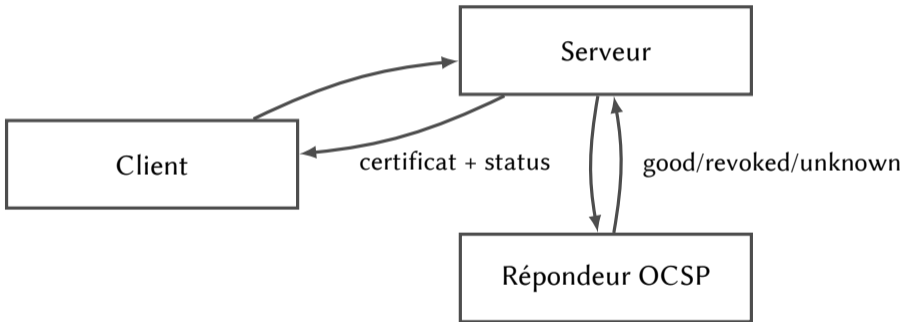 Serveur
Client
certificat + status
good/revoked/unknown
Répondeur OCSP